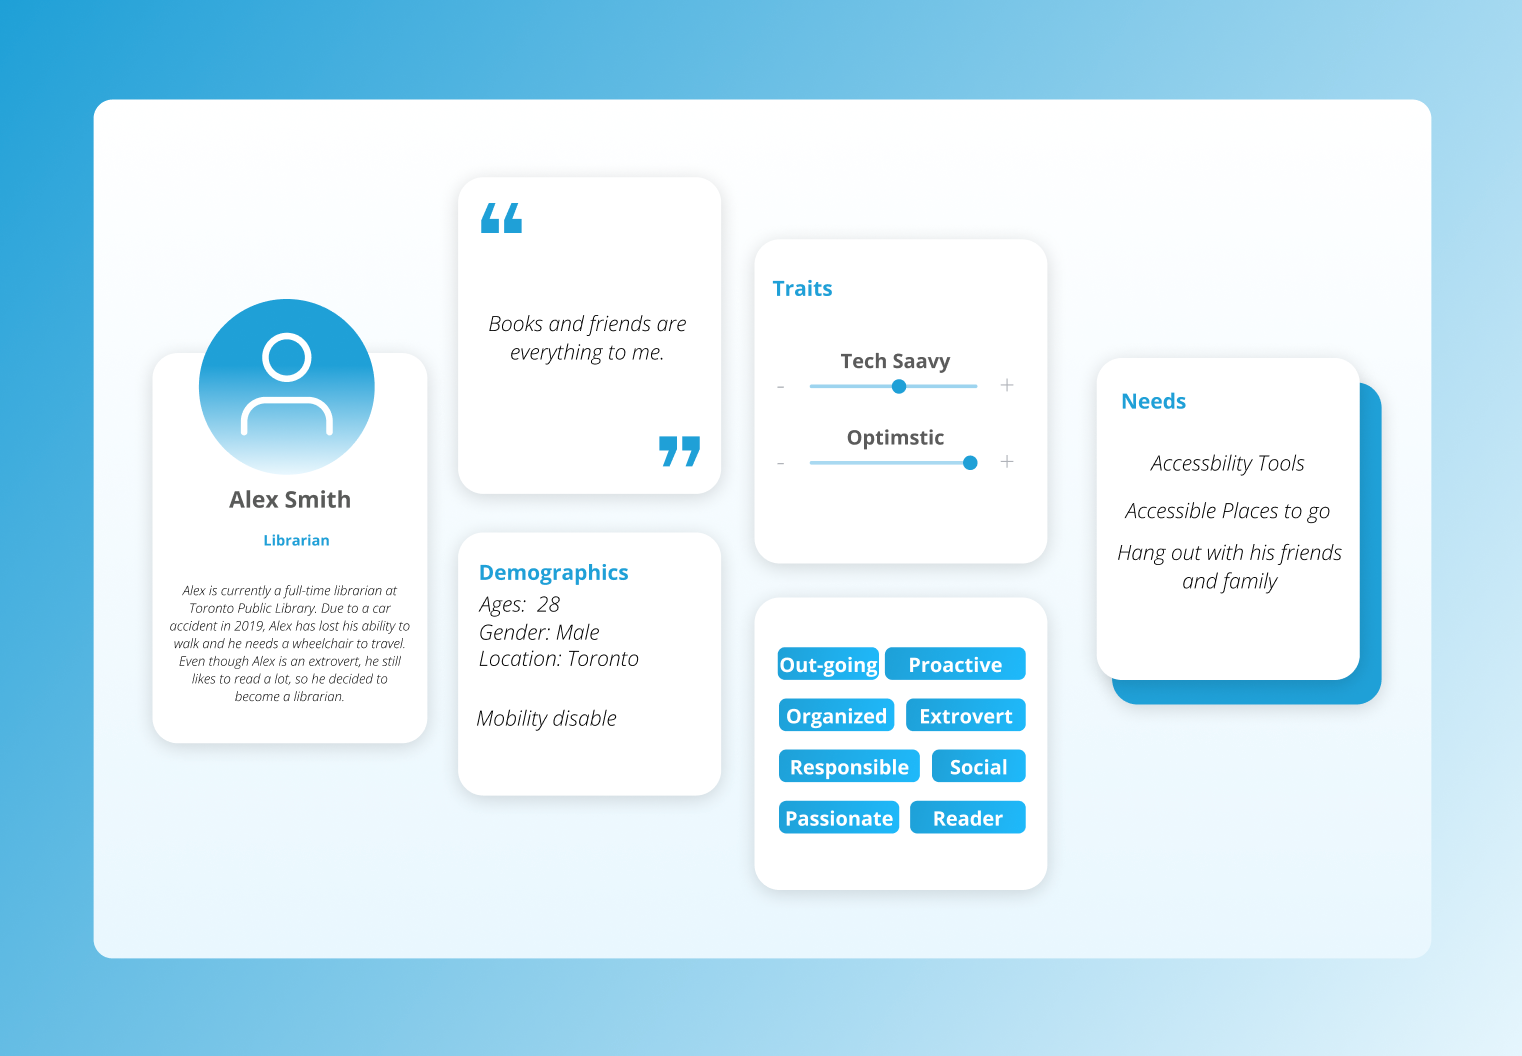 Alex Smith
Librarian
Alex is currently a full-time librarian at
Toronto Public Library. Due to a car
accident in 2019, Alex has lost his ability to
walk and he needs a wheelchair to travel.
Even though Alex is an extrovert, he still
likes to read a lot, so he decided to
become a librarian.
“
Books and friends are
everything to me.
”
Demographics
Ages:  28
Gender: Male
Location: Toronto
Mobility disable
Traits
Tech Saavy
- +
Optimstic
- +
Out-going Proactive
Organized Extrovert
Responsible Social
Passionate Reader
Needs
Accessbility Tools
Accessible Places to go
Hang out with his friends
and family